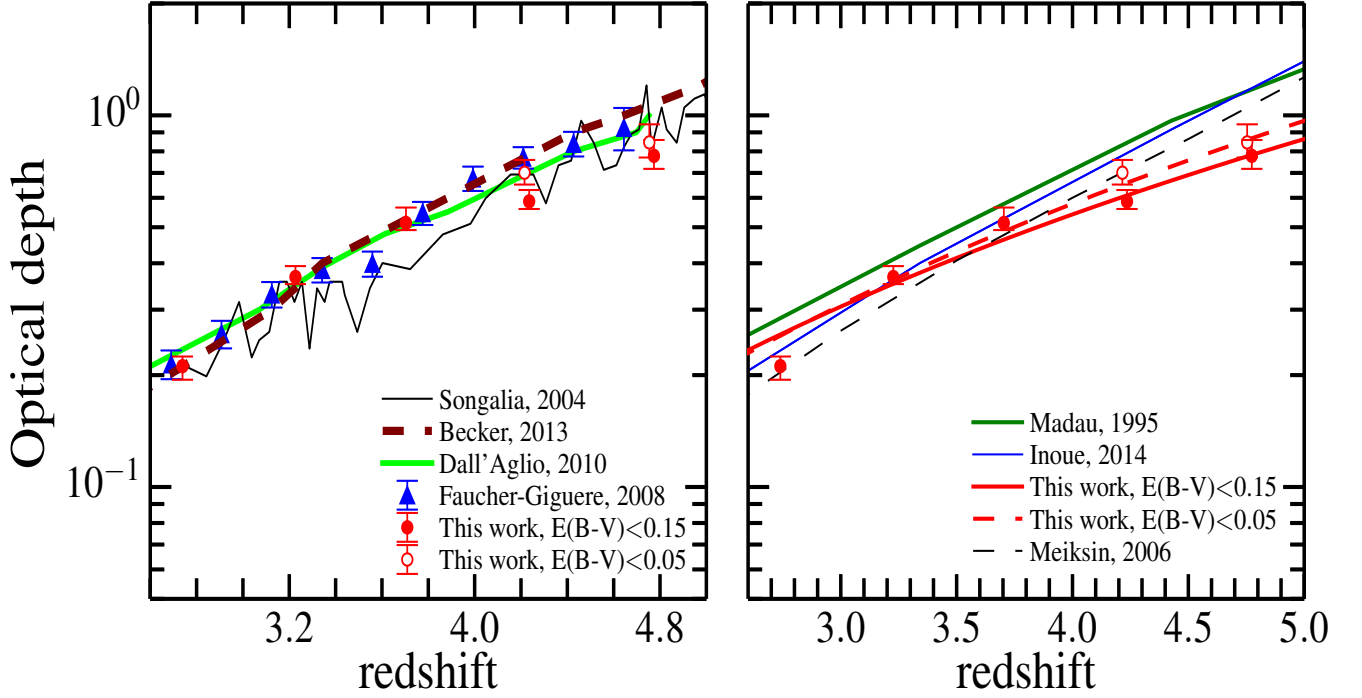 Optical depth
10⁰
10⁻¹
Songalia, 2004
Becker, 2013
Dall'Aglio, 2010
Faucher-Giguere, 2008
This work, E(B-V)<0.15
This work, E(B-V)<0.05
3.2 4.0 4.8
redshift
Madau, 1995
Inoue, 2014
This work, E(B-V)<0.15
This work, E(B-V)<0.05
Meiksin, 2006
3.0 3.5 4.0 4.5 5.0
redshift